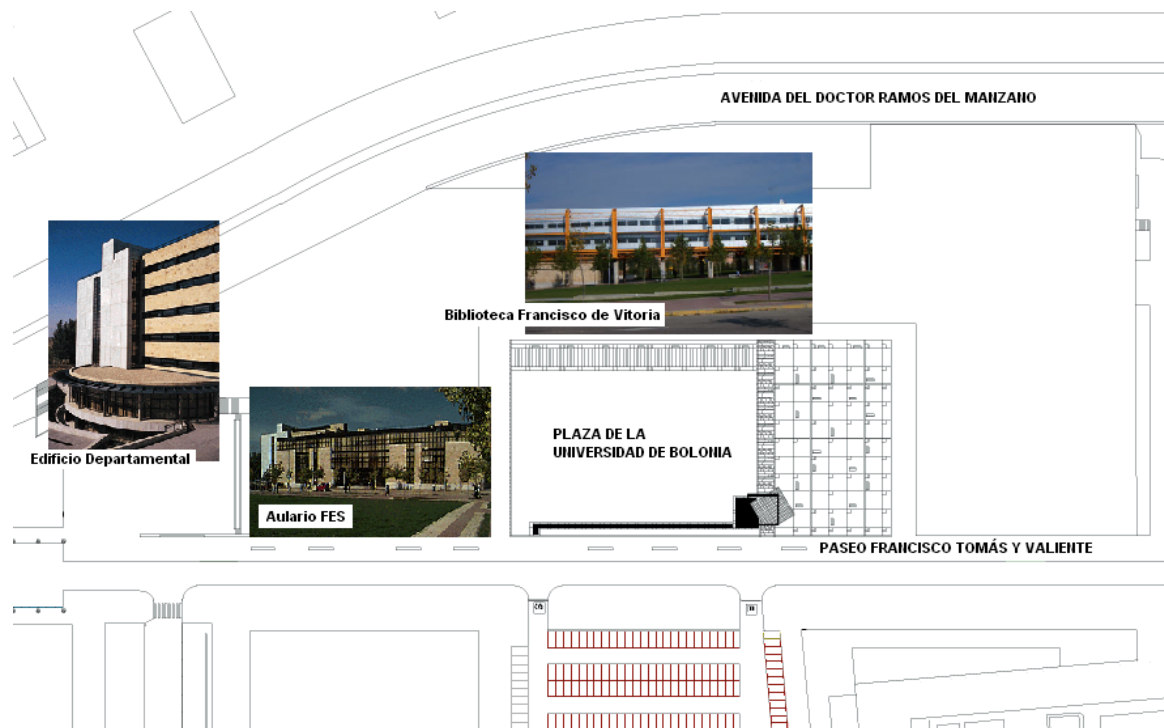 AVENIDA DEL DOCTOR RAMOS DEL MANZANO
Biblioteca Francisco de Vitoria
PLAZA DE LA
UNIVERSIDAD DE BOLONIA
Edificio Departamental
Aulario FES
PASEO FRANCISCO TOMÁS Y VALIENTE